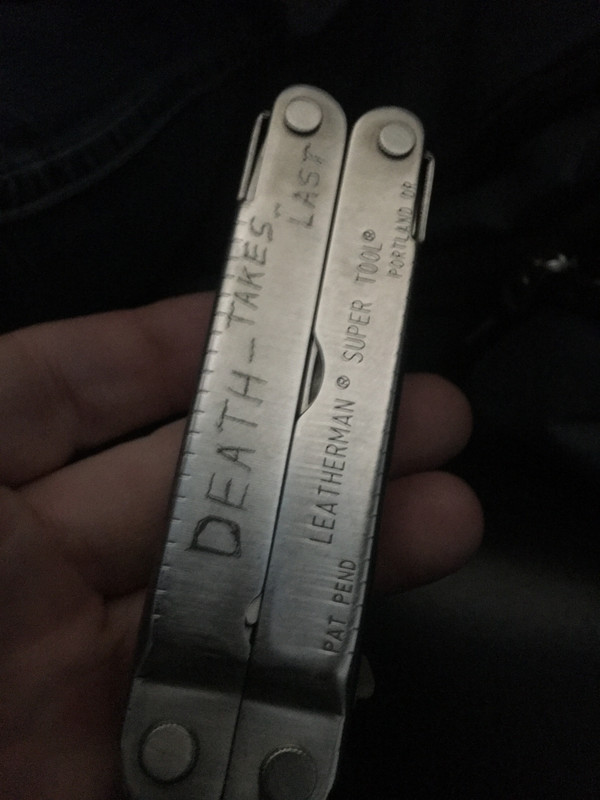 DEATH-TAKES-
LAST
LEATHERMAN® SUPER TOOL®
PAT PEND
PORTLAND OR